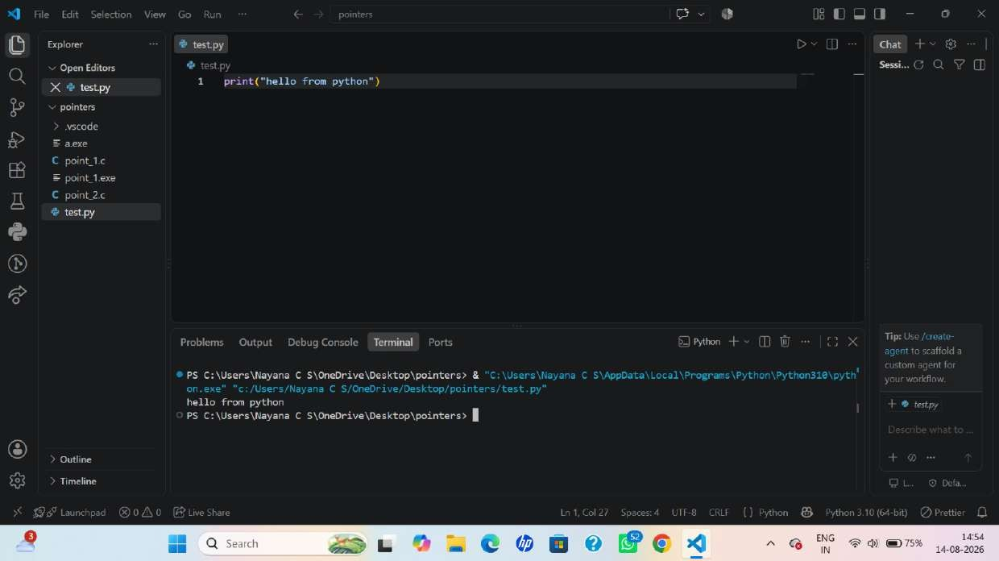 File Edit Selection View Go Run ··· pointers
Explorer ···
Open Editors
test.py
pointers
.vscode
a.exe
C point_1.c
point_1.exe
C point_2.c
test.py
Outline
Timeline
test.py
test.py
1 print("hello from python")
Problems Output Debug Console Terminal Ports Python
PS C:\Users\Nayana C S\OneDrive\Desktop\pointers> & "C:\Users\Nayana C S\AppData\Local\Programs\Python\Python310\pyth
on.exe" "c:/Users/Nayana C S/OneDrive/Desktop/pointers/test.py"
hello from python
PS C:\Users\Nayana C S\OneDrive\Desktop\pointers>
Chat
Sessi...
Tip: Use /create-
agent to scaffold a
custom agent for
your workflow.
test.py
Describe what to ...
L... Defa...
Launchpad 0 0 Live Share Ln 1, Col 27 Spaces: 4 UTF-8 CRLF {} Python Python 3.10 (64-bit) Prettier
3 Search 52 ENG 75% 14:54
IN 14-08-2026